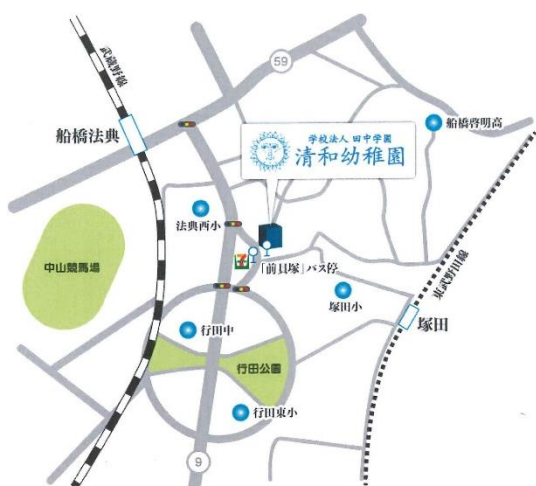 武蔵野線
59
船橋法典
船橋啓明高
学校法人 田中学園
清和幼稚園
法典西小
中山競馬場
7
「前貝塚」バス停
東武野田線
塚田小
塚田
行田中
行田公園
行田東小
9